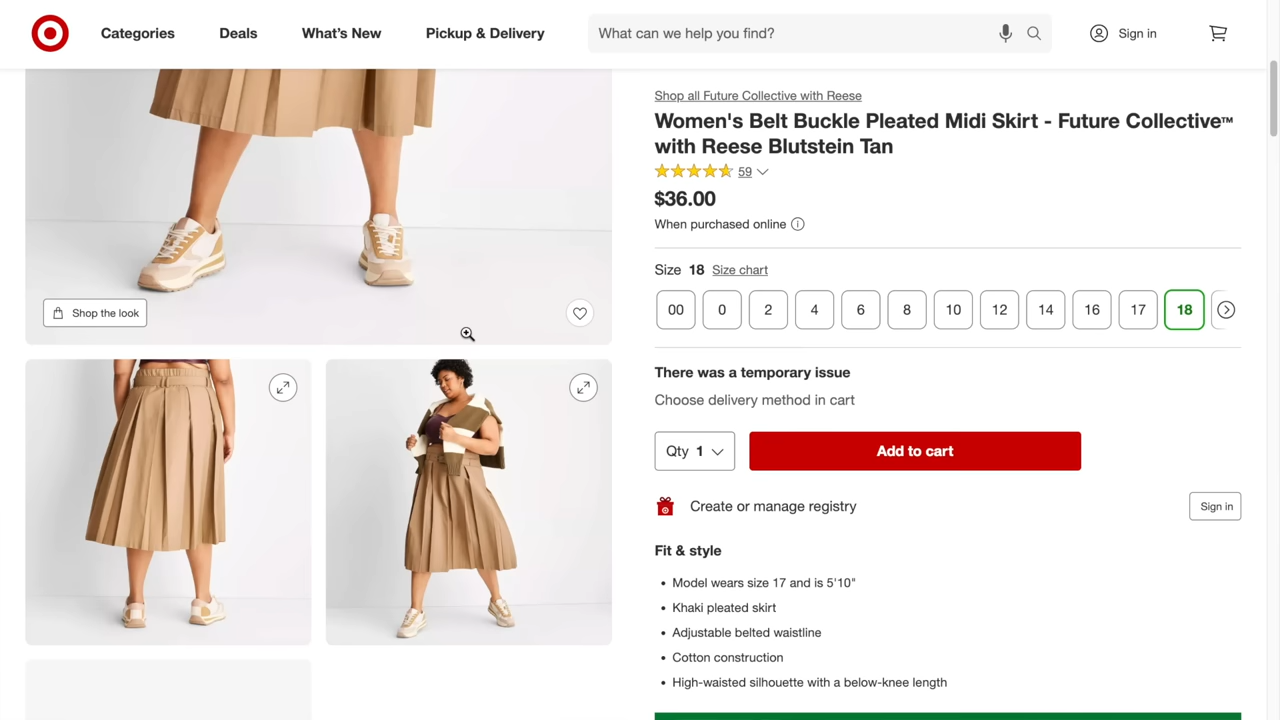 Categories
Deals
What's New
Pickup & Delivery
What can we help you find?
Sign in
Shop all Future Collective with Reese
Women's Belt Buckle Pleated Midi Skirt - Future Collective™
with Reese Blutstein Tan
59
$36.00
When purchased online
Size 18 Size chart
00 0 2 4 6 8 10 12 14 16 17 18
Shop the look
There was a temporary issue
Choose delivery method in cart
Qty 1
Add to cart
Create or manage registry
Sign in
Fit & style
• Model wears size 17 and is 5'10"
• Khaki pleated skirt
• Adjustable belted waistline
• Cotton construction
• High-waisted silhouette with a below-knee length